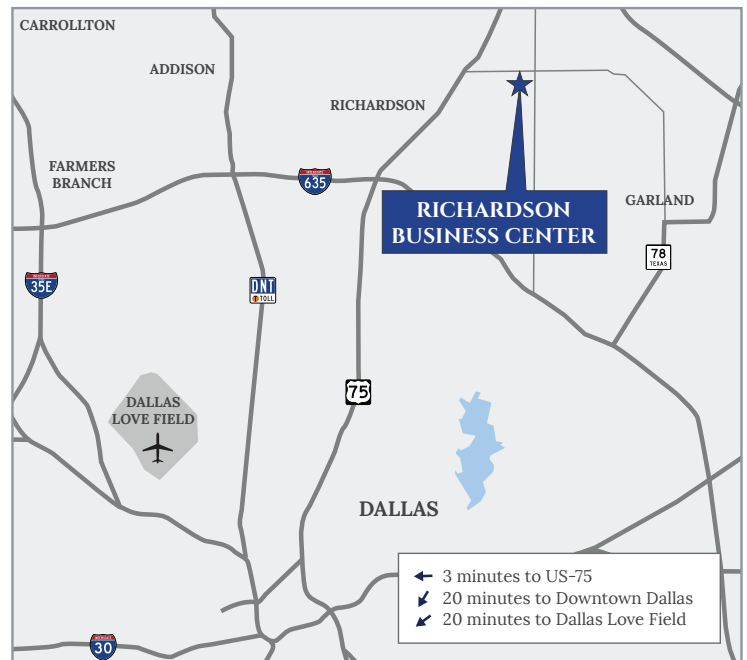 CARROLLTON
ADDISON
RICHARDSON
FARMERS
BRANCH
635
GARLAND
RICHARDSON
BUSINESS CENTER
78
TEXAS
35E
DNT
TOLL
75
DALLAS
LOVE FIELD
DALLAS
3 minutes to US-75
20 minutes to Downtown Dallas
20 minutes to Dallas Love Field
30